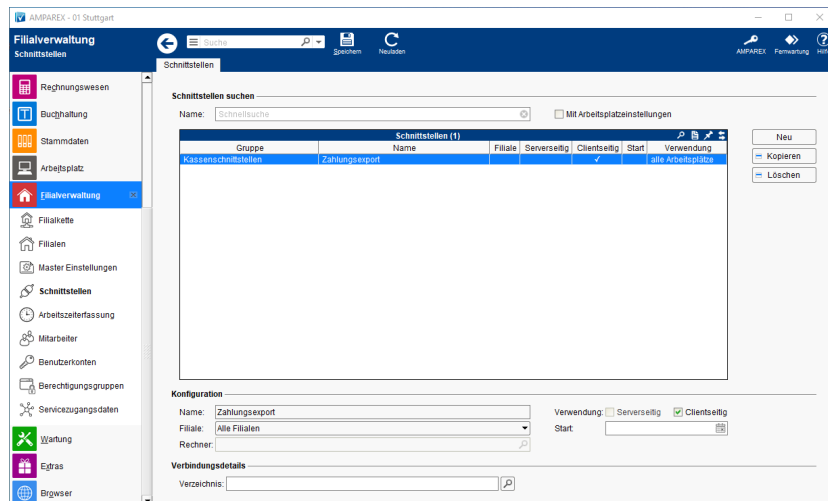 AMPAREX - 01 Stuttgart
Filialverwaltung
Schnittstellen
Suche
Speichern
Neuladen
AMPAREX
Fernwartung
Hilfe
Schnittstellen
Rechnungswesen
Buchhaltung
Stammdaten
Arbeitsplatz
Filialverwaltung
Filialkette
Filialen
Master Einstellungen
Schnittstellen
Arbeitszeiterfassung
Mitarbeiter
Benutzerkonten
Berechtigungsgruppen
Servicezugangsdaten
Wartung
Extras
Browser
Schnittstellen suchen
Name: Schnellsuche Mit Arbeitsplatzeinstellungen
Schnittstellen (1)
Gruppe Name Filiale Serverseitig Clientseitig Start Verwendung
Kassenschnittstellen Zahlungsexport ✓ alle Arbeitsplätze
Neu
Kopieren
Löschen
Konfiguration
Name: Zahlungsexport Verwendung: Serverseitig Clientseitig
Filiale: Alle Filialen Start:
Rechner:
Verbindungsdetails
Verzeichnis: